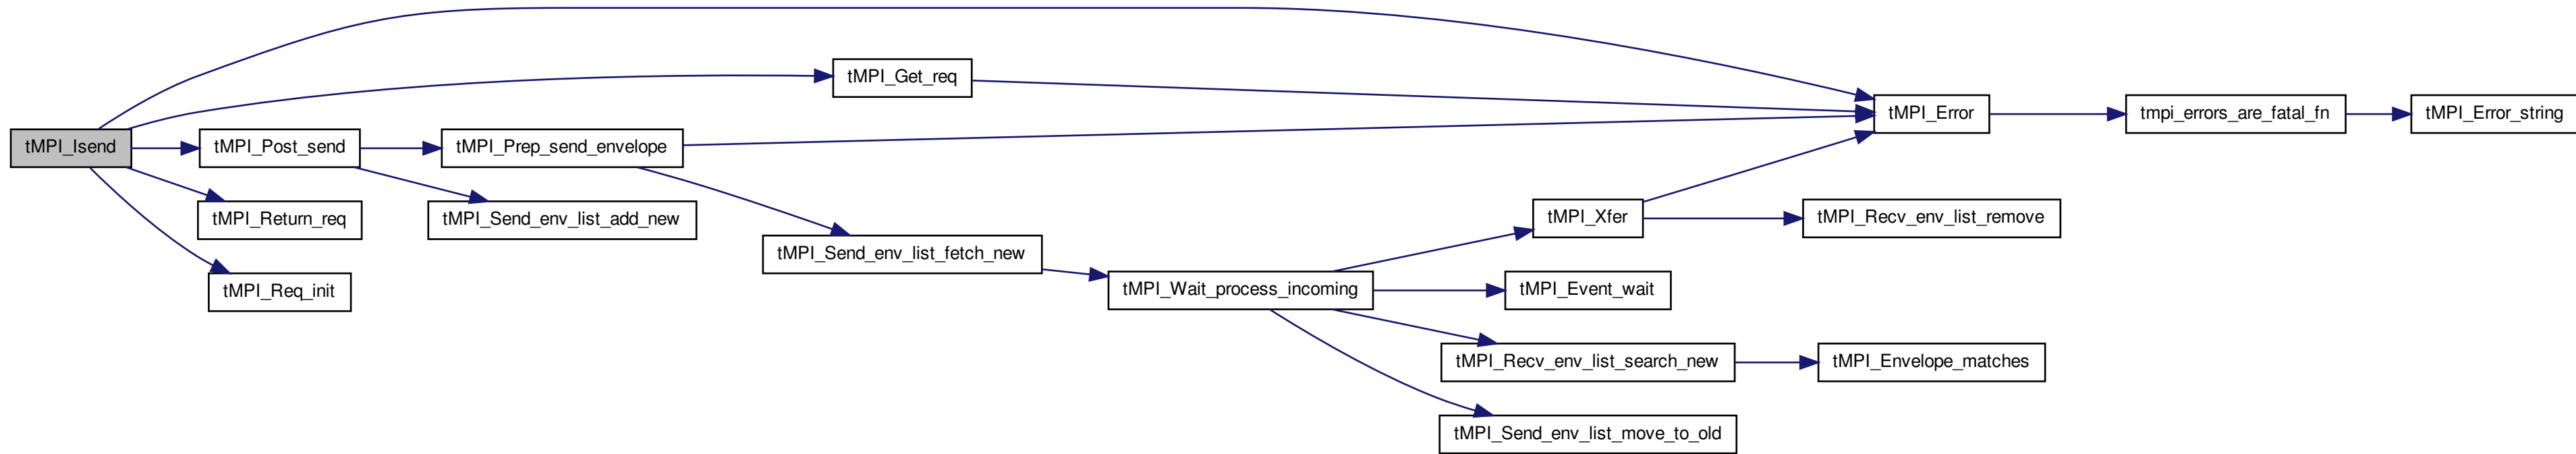 tMPI_Isend
tMPI_Post_send
tMPI_Return_req
tMPI_Req_init
tMPI_Prep_send_envelope
tMPI_Send_env_list_add_new
tMPI_Get_req
tMPI_Send_env_list_fetch_new
tMPI_Wait_process_incoming
tMPI_Xfer
tMPI_Event_wait
tMPI_Recv_env_list_search_new
tMPI_Send_env_list_move_to_old
tMPI_Error
tMPI_Recv_env_list_remove
tMPI_Envelope_matches
tmpi_errors_are_fatal_fn
tMPI_Error_string